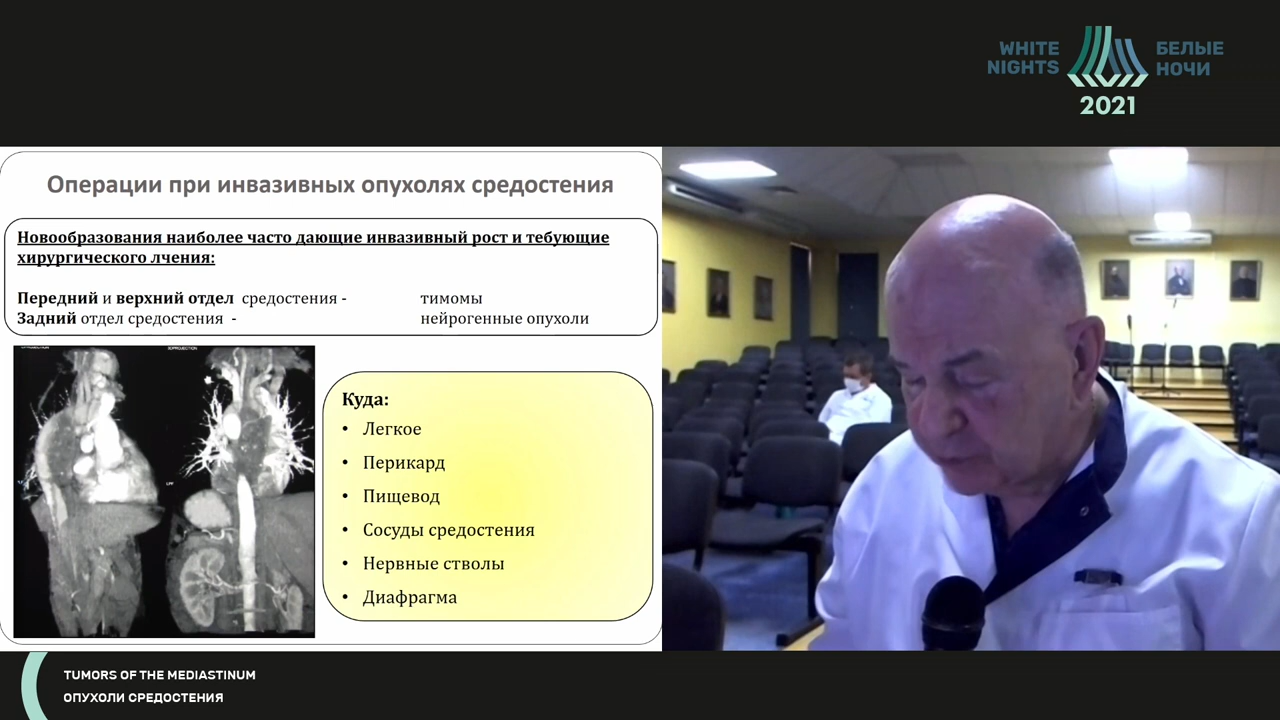 WHITE NIGHTS
БЕЛЫЕ НОЧИ
2021
Операции при инвазивных опухолях средостения
Новообразования наиболее часто дающие инвазивный рост и тебующие
хирургического лчения:
Передний и верхний отдел средостения - тимомы
Задний отдел средостения - нейрогенные опухоли
Куда:
• Легкое
• Перикард
• Пищевод
• Сосуды средостения
• Нервные стволы
• Диафрагма
TUMORS OF THE MEDIASTINUM
ОПУХОЛИ СРЕДОСТЕНИЯ